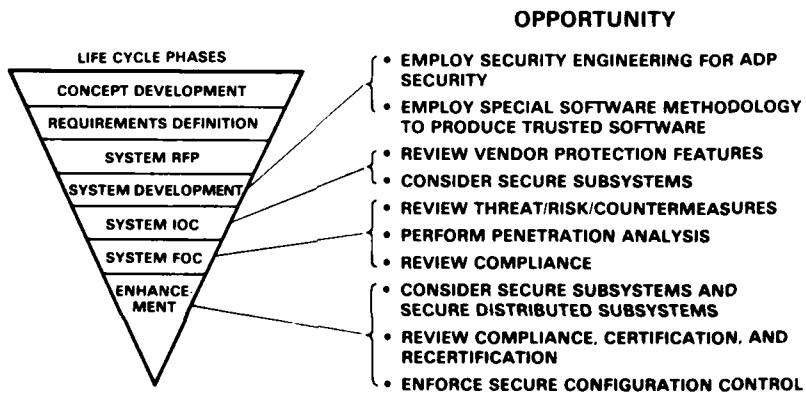 OPPORTUNITY
LIFE CYCLE PHASES
CONCEPT DEVELOPMENT
REQUIREMENTS DEFINITION
SYSTEM RFP
SYSTEM DEVELOPMENT
SYSTEM IOC
SYSTEM FOC
ENHANCE-
MENT
• EMPLOY SECURITY ENGINEERING FOR ADP
SECURITY
• EMPLOY SPECIAL SOFTWARE METHODOLOGY
TO PRODUCE TRUSTED SOFTWARE
• REVIEW VENDOR PROTECTION FEATURES
• CONSIDER SECURE SUBSYSTEMS
• REVIEW THREAT/RISK/COUNTERMEASURES
• PERFORM PENETRATION ANALYSIS
• REVIEW COMPLIANCE
• CONSIDER SECURE SUBSYSTEMS AND
SECURE DISTRIBUTED SUBSYSTEMS
• REVIEW COMPLIANCE, CERTIFICATION, AND
RECERTIFICATION
• ENFORCE SECURE CONFIGURATION CONTROL